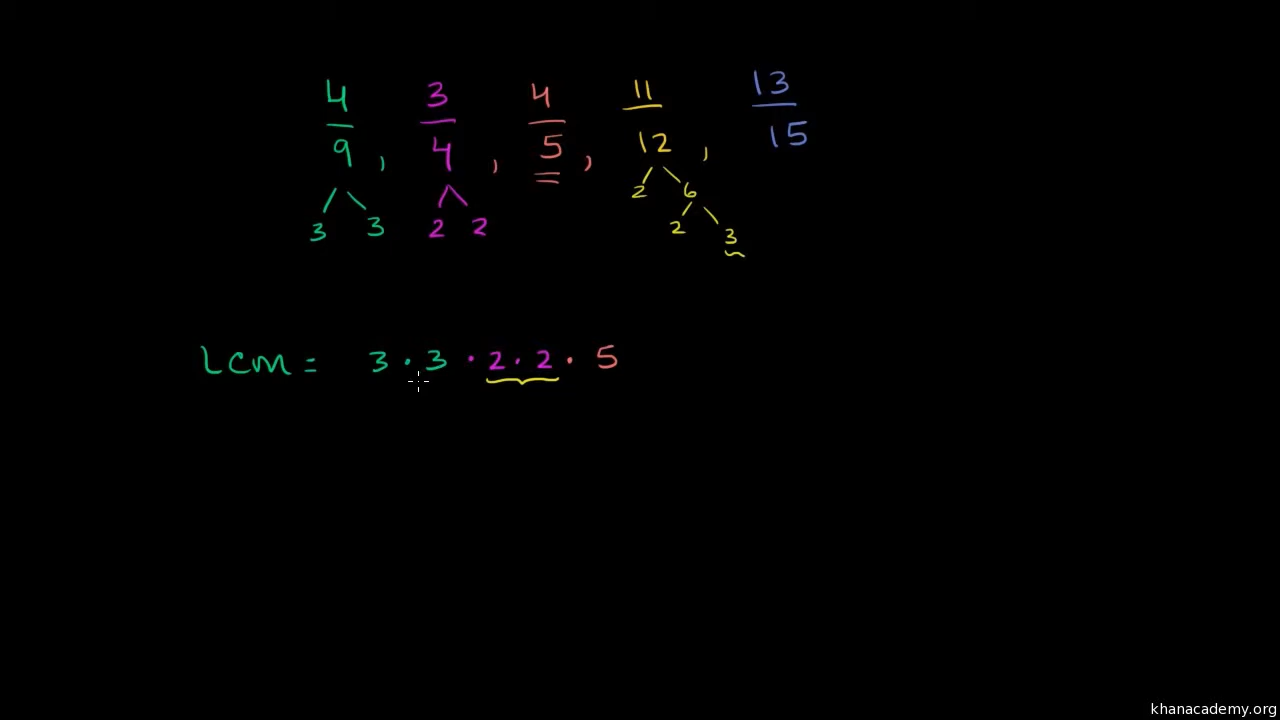 4/9, 3/4, 4/5, 11/12, 13/15
2 6
3 3 2 2 2 3
LCM = 3 · 3 · 2 · 2 · 5
khanacademy.org